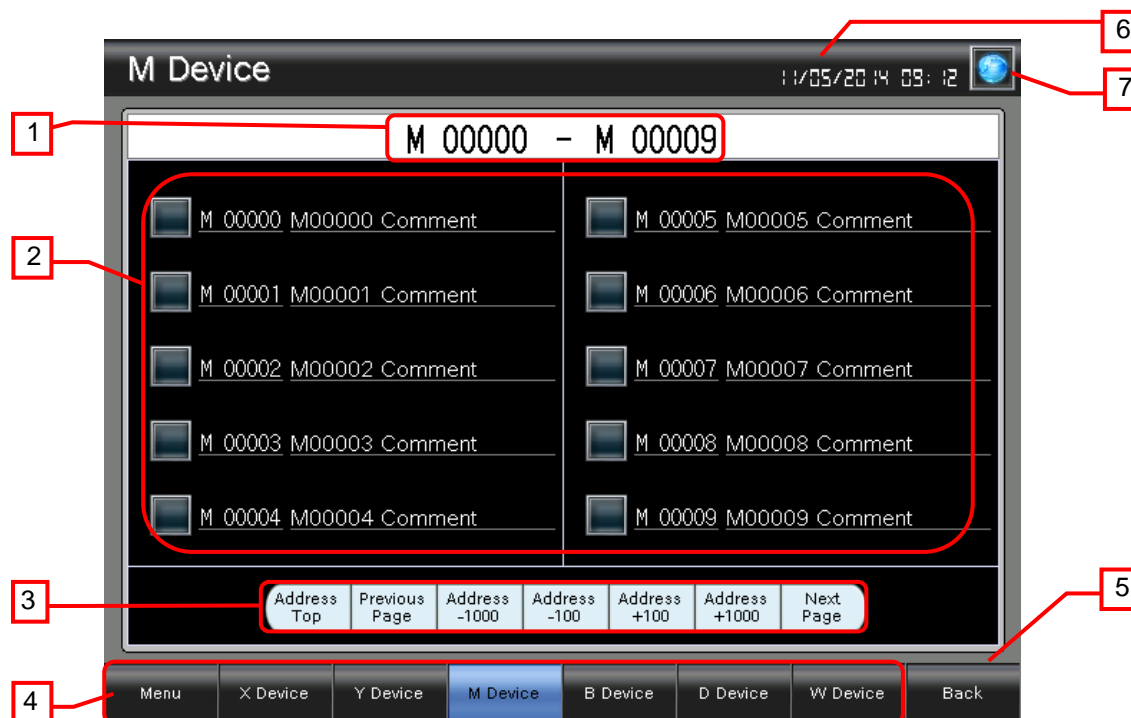 6
M Device
11/05/2014 09:12
7
1
M 00000 - M 00009
2
M 00000 M00000 Comment
M 00005 M00005 Comment
M 00001 M00001 Comment
M 00006 M00006 Comment
M 00002 M00002 Comment
M 00007 M00007 Comment
M 00003 M00003 Comment
M 00008 M00008 Comment
M 00004 M00004 Comment
M 00009 M00009 Comment
3
Address
Top
Previous
Page
Address
-1000
Address
-100
Address
+100
Address
+1000
Next
Page
5
4
Menu
X Device
Y Device
M Device
B Device
D Device
W Device
Back